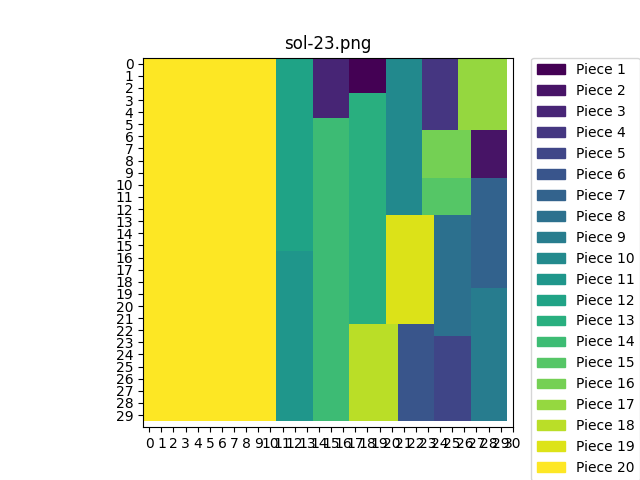 sol-23.png
0
1
2
3
4
5
6
7
8
9
10
11
12
13
14
15
16
17
18
19
20
21
22
23
24
25
26
27
28
29
0 1 2 3 4 5 6 7 8 9 10 11 12 13 14 15 16 17 18 19 20 21 22 23 24 25 26 27 28 29 30
Piece 1
Piece 2
Piece 3
Piece 4
Piece 5
Piece 6
Piece 7
Piece 8
Piece 9
Piece 10
Piece 11
Piece 12
Piece 13
Piece 14
Piece 15
Piece 16
Piece 17
Piece 18
Piece 19
Piece 20